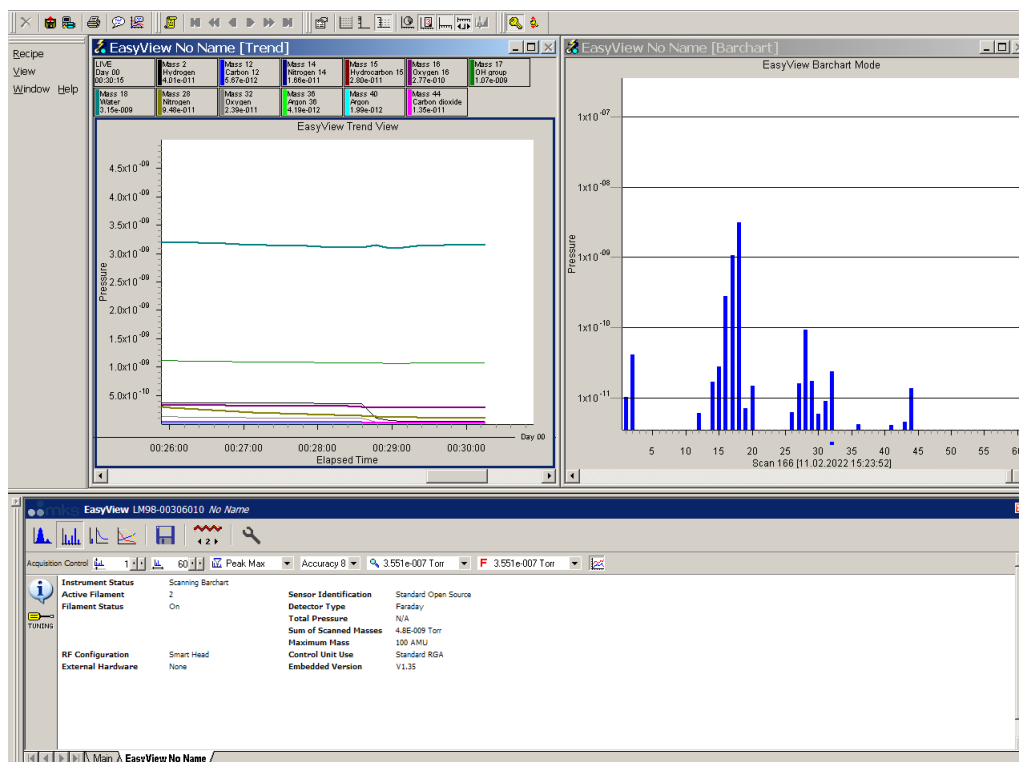 Recipe
View
Window Help
EasyView No Name [Trend]
LIVE
Day 00
00:30:15
Mass 2
Hydrogen
4.01e-011
Mass 12
Carbon 12
5.67e-012
Mass 14
Nitrogen 14
1.66e-011
Mass 15
Hydrocarbon 15
2.80e-011
Mass 16
Oxygen 16
2.77e-010
Mass 17
OH group
1.07e-009
Mass 18
Water
3.15e-009
Mass 28
Nitrogen
9.48e-011
Mass 32
Oxygen
2.39e-011
Mass 36
Argon 36
4.19e-012
Mass 40
Argon
1.99e-012
Mass 44
Carbon dioxide
1.35e-011
EasyView Trend View
Pressure
4.5x10 -09
4.0x10 -09
3.5x10 -09
3.0x10 -09
2.5x10 -09
2.0x10 -09
1.5x10 -09
1.0x10 -09
5.0x10 -10
00:26:00 00:27:00 00:28:00 00:29:00 00:30:00
Day 00
Elapsed Time
EasyView No Name [Barchart]
EasyView Barchart Mode
Pressure
1x10 -07
1x10 -08
1x10 -09
1x10 -10
1x10 -11
5 10 15 20 25 30 35 40 45 50 55 60
Scan 166 [11.02.2022 15:23:52]
mks EasyView LM98-00306010 No Name
2
Acquisition Control 1 60 Peak Max Accuracy 8 3.551e-007 Torr F 3.551e-007 Torr
TUNING
Instrument Status Scanning Barchart
Active Filament 2 Sensor Identification Standard Open Source
Filament Status On Detector Type Faraday
Total Pressure N/A
Sum of Scanned Masses 4.8E-009 Torr
Maximum Mass 100 AMU
RF Configuration Smart Head Control Unit Use Standard RGA
External Hardware None Embedded Version V1.35
Main EasyView No Name